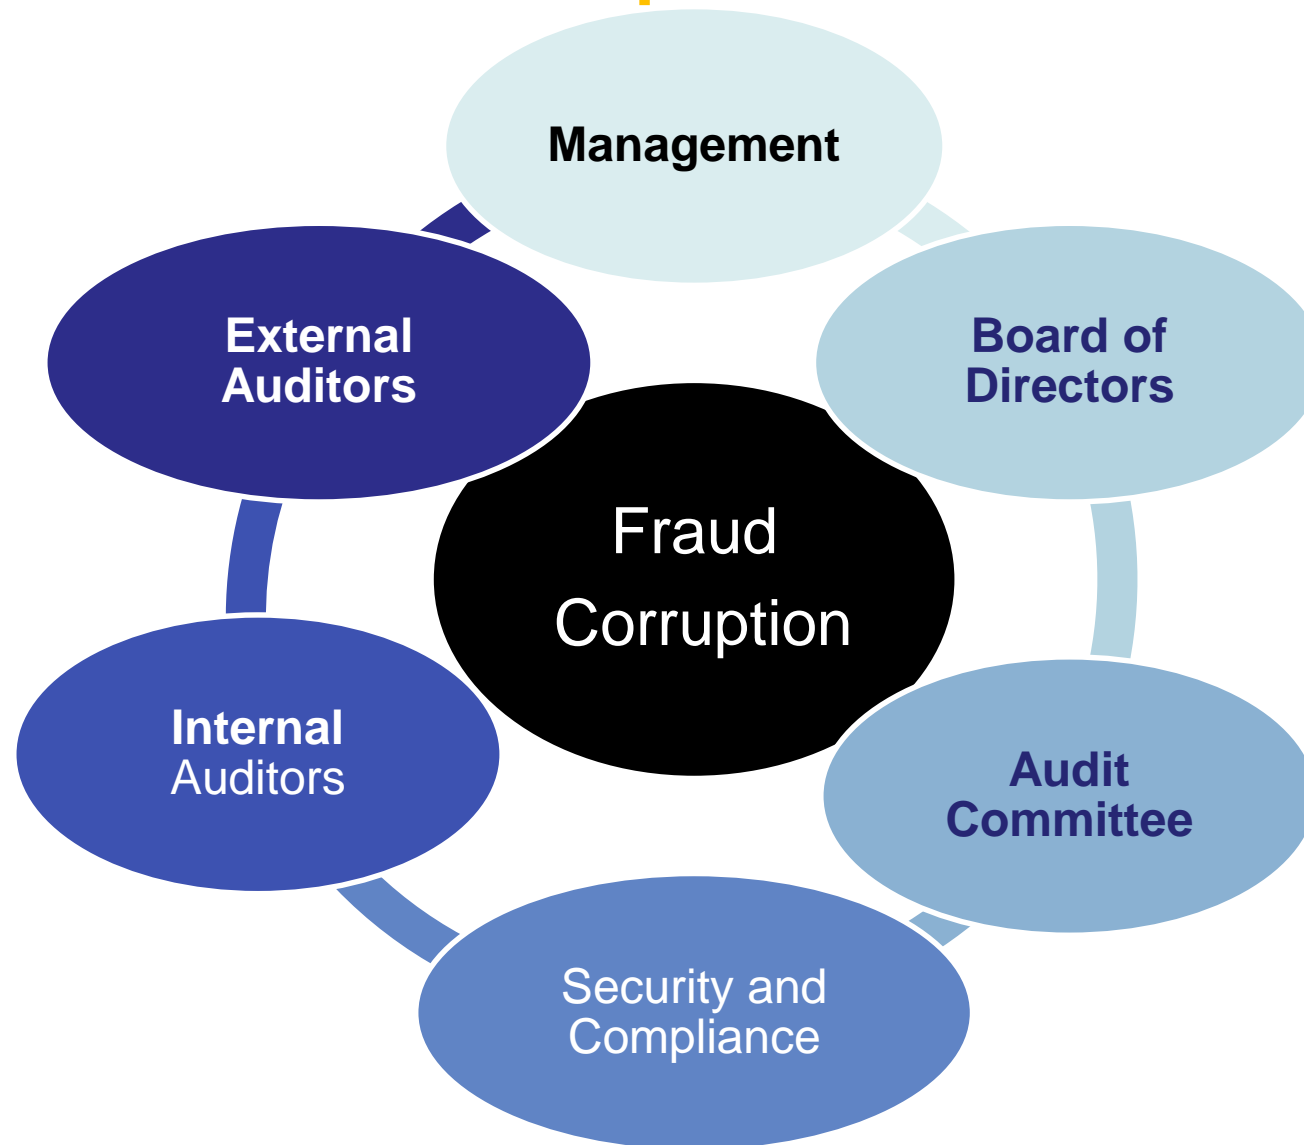 Management
External
Auditors
Board of
Directors
Fraud
Corruption
Internal
Auditors
Audit
Committee
Security and
Compliance